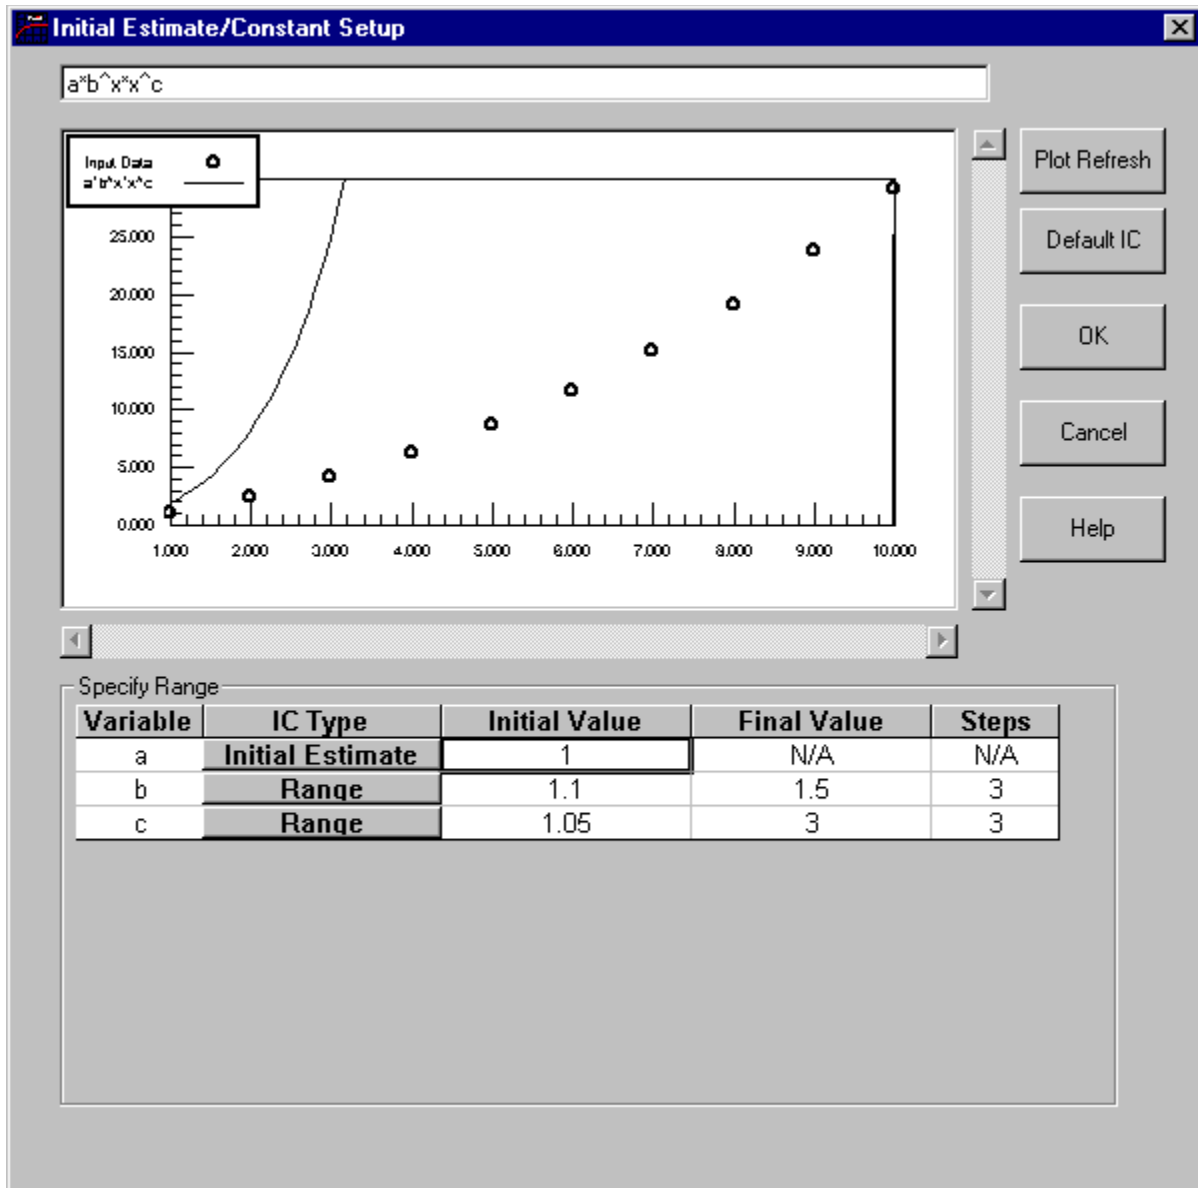 Initial Estimate/Constant Setup
a*b^x*x^c
Input Data
a*b^x*x^c
25.000
20.000
15.000
10.000
5.000
0.000
1.000 2.000 3.000 4.000 5.000 6.000 7.000 8.000 9.000 10.000
Plot Refresh
Default IC
OK
Cancel
Help
Specify Range
Variable IC Type Initial Value Final Value Steps
a Initial Estimate 1 N/A N/A
b Range 1.1 1.5 3
c Range 1.05 3 3